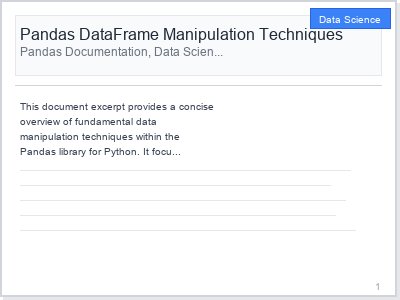 Data Science
Pandas DataFrame Manipulation Techniques
Pandas Documentation, Data Scien...
This document excerpt provides a concise
overview of fundamental data
manipulation techniques within the
Pandas library for Python. It focu...
1